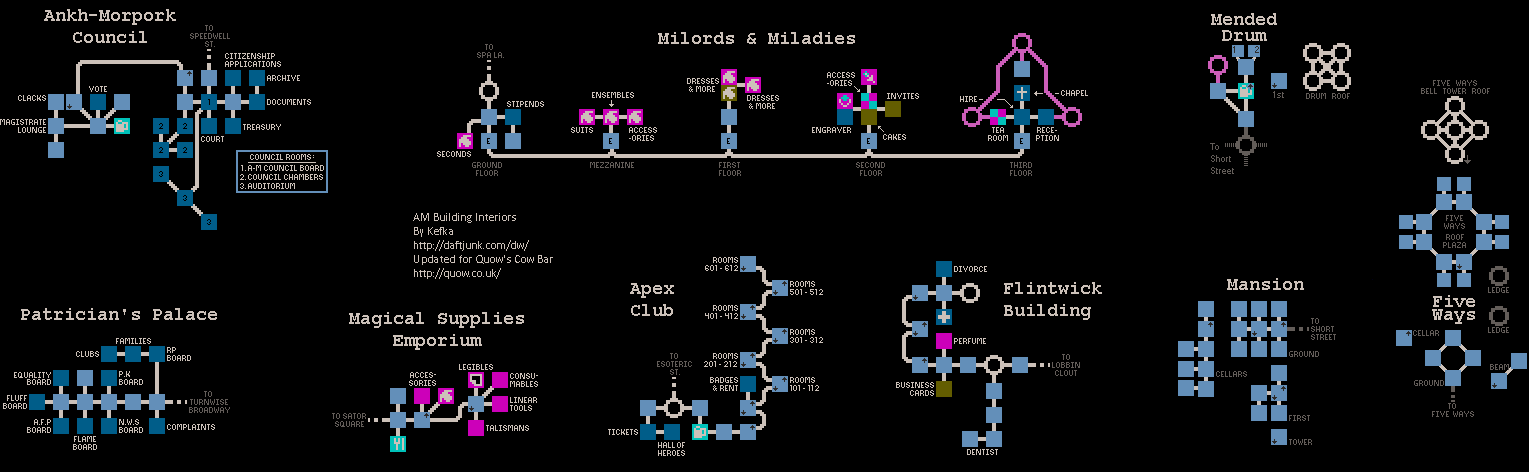 Ankh-Morpork
Council
TO
SPEEDWELL
ST.
CITIZENSHIP
APPLICATIONS
ARCHIVE
CLACKS
VOTE
1
DOCUMENTS
MAGISTRATE
LOUNGE
2
2
COURT
TREASURY
2
2
3
3
3
COUNCIL ROOMS:
1.A-M COUNCIL BOARD
2.COUNCIL CHAMBERS
3.AUDITORIUM
Milords & Miladies
TO
SPA LA.
STIPENDS
SECONDS
E
GROUND
FLOOR
ENSEMBLES
SUITS
ACCESS
-ORIES
E
MEZZANINE
DRESSES
& MORE
DRESSES
& MORE
E
FIRST
FLOOR
ACCESS
-ORIES
INVITES
ENGRAVER
CAKES
E
SECOND
FLOOR
HIRE
CHAPEL
TEA
ROOM
RECE-
PTION
E
THIRD
FLOOR
Mended
Drum
1
2
1st
DRUM ROOF
To
Short
Street
FIVE WAYS
BELL TOWER ROOF
FIVE
WAYS
ROOF
PLAZA
LEDGE
LEDGE
Five
Ways
CELLAR
BEAM
GROUND
TO
FIVE WAYS
AM Building Interiors
By Kefka
http://daftjunk.com/dw/
Updated for Quow's Cow Bar
http://quow.co.uk/
Patrician's Palace
FAMILIES
CLUBS
RP
BOARD
EQUALITY
BOARD
P.K
BOARD
FLUFF
BOARD
TO
TURNWISE
BROADWAY
A.F.P
BOARD
FLAME
BOARD
N.W.S
BOARD
COMPLAINTS
Magical Supplies
Emporium
ACCES-
SORIES
LEGIBLES
CONSU-
MABLES
LINEAR
TOOLS
TALISMANS
TO SATOR
SQUARE
Apex
Club
ROOMS
601-612
ROOMS
501-512
ROOMS
401-412
ROOMS
301-312
ROOMS
201-212
ROOMS
101-112
BADGES
& RENT
TO
ESOTERIC
ST.
TICKETS
HALL OF
HEROES
Flintwick
Building
DIVORCE
PERFUME
BUSINESS
CARDS
TO
LOBBIN
CLOUT
DENTIST
Mansion
TO
SHORT
STREET
GROUND
CELLARS
FIRST
TOWER